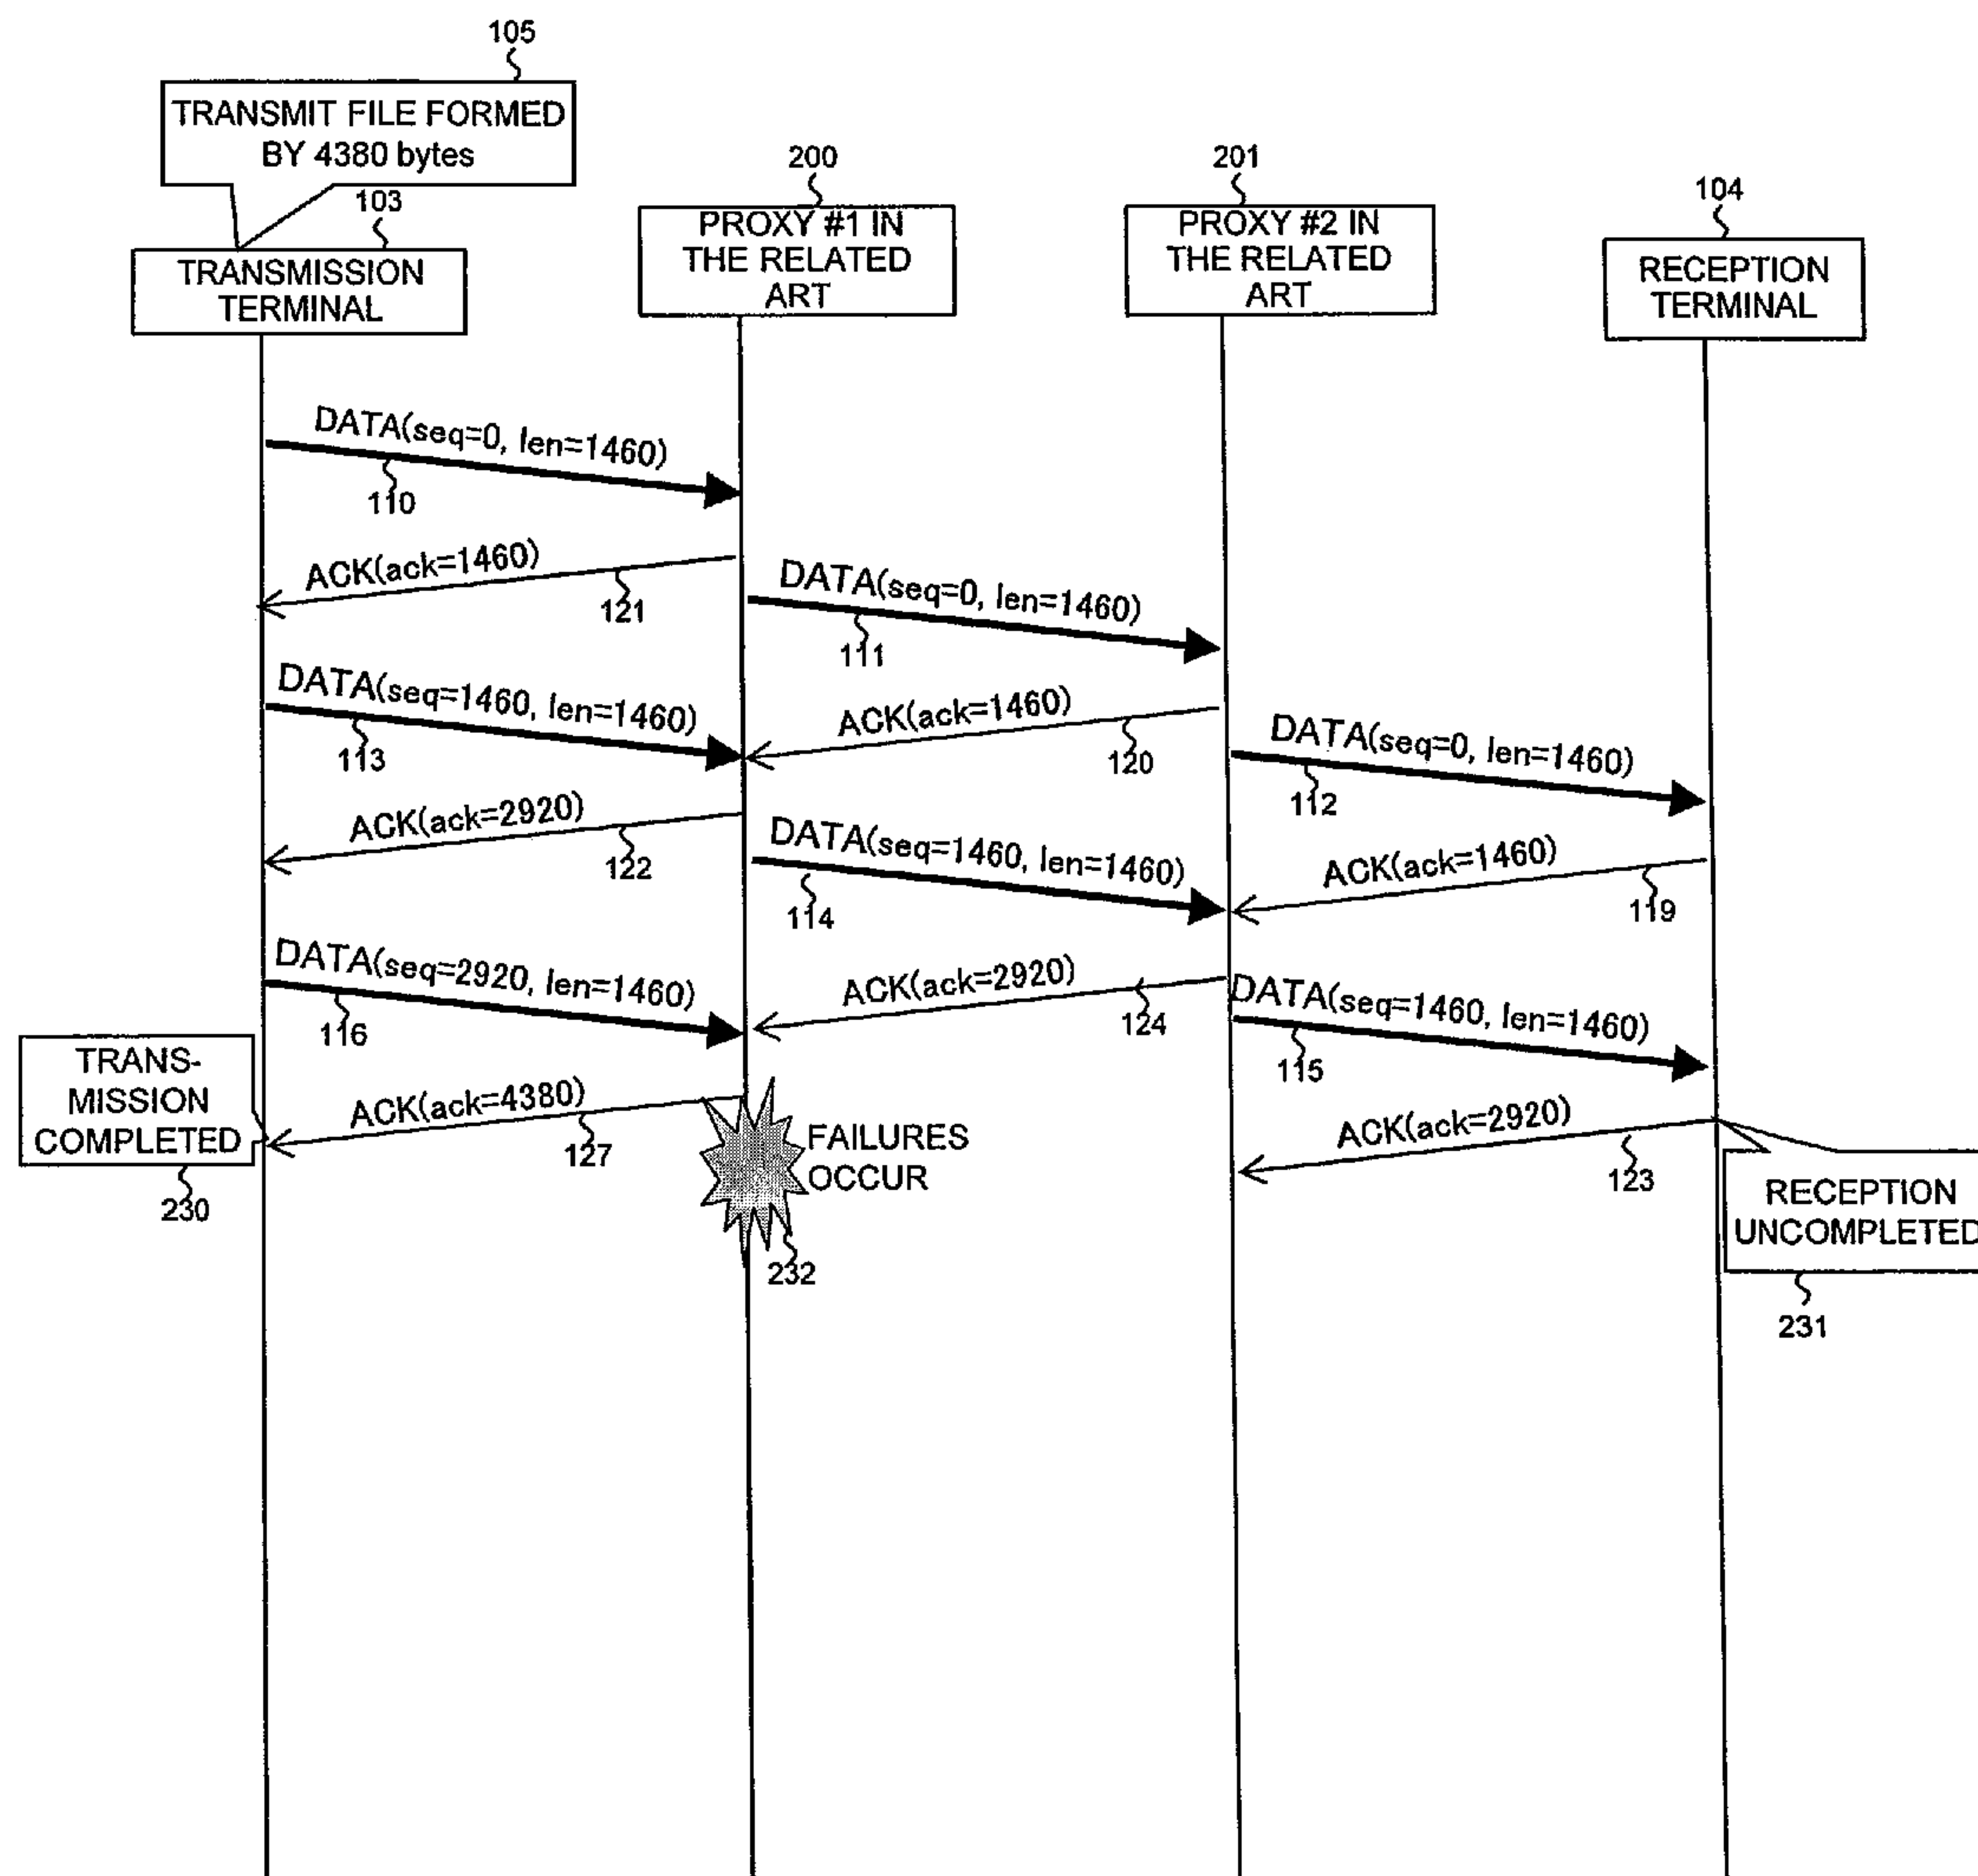 105
TRANSMIT FILE FORMED
BY 4380 bytes
103
TRANSMISSION
TERMINAL
200
PROXY #1 IN
THE RELATED
ART
201
PROXY #2 IN
THE RELATED
ART
104
RECEPTION
TERMINAL
DATA(seq=0, len=1460)
110
ACK(ack=1460)
121
DATA(seq=0, len=1460)
111
DATA(seq=1460, len=1460)
113
ACK(ack=1460)
120
DATA(seq=0, len=1460)
112
ACK(ack=2920)
122
DATA(seq=1460, len=1460)
114
ACK(ack=1460)
119
DATA(seq=2920, len=1460)
116
ACK(ack=2920)
124
DATA(seq=1460, len=1460)
115
TRANS-
MISSION
COMPLETED
230
ACK(ack=4380)
127
FAILURES
OCCUR
232
ACK(ack=2920)
123
RECEPTION
UNCOMPLETED
231